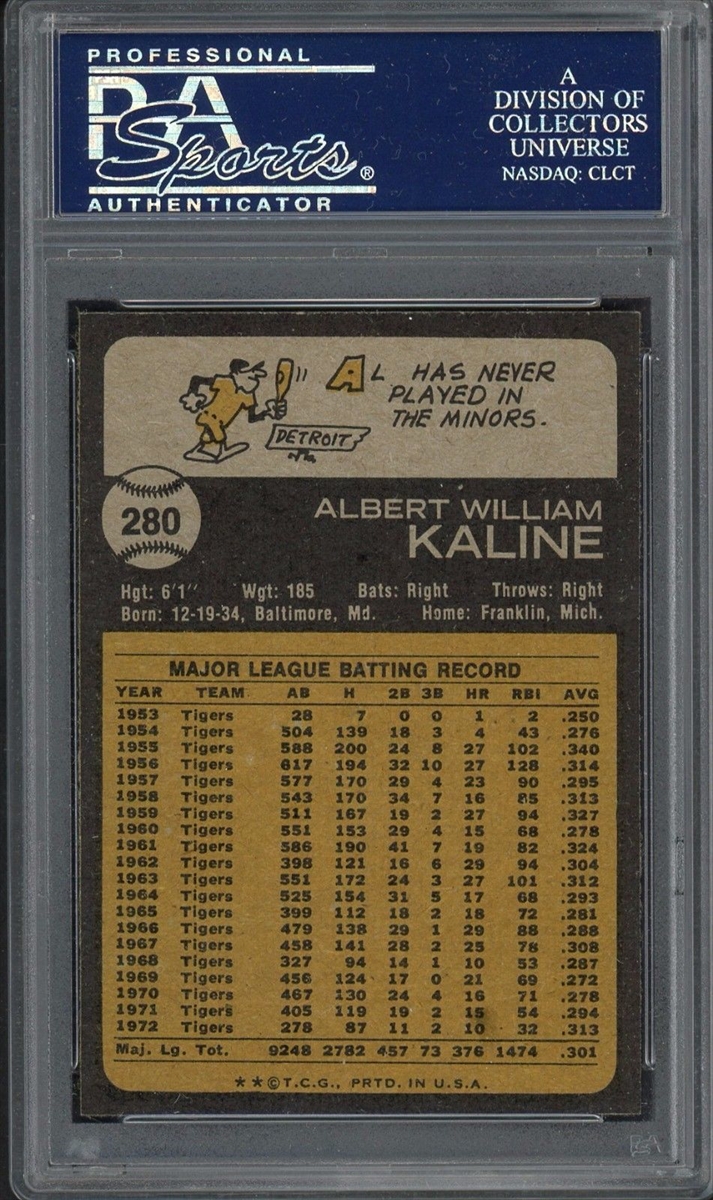 PROFESSIONAL
PSA
Sports®
AUTHENTICATOR
A
DIVISION OF
COLLECTORS
UNIVERSE
NASDAQ: CLCT
AL HAS NEVER
PLAYED IN
THE MINORS.
DETROIT
280
ALBERT WILLIAM
KALINE
Hgt: 6'1" Wgt: 185 Bats: Right Throws: Right
Born: 12-19-34, Baltimore, Md. Home: Franklin, Mich.
MAJOR LEAGUE BATTING RECORD
YEAR TEAM AB H 2B 3B HR RBI AVG
1953 Tigers 28 7 0 0 1 2 .250
1954 Tigers 504 139 18 3 4 43 .276
1955 Tigers 588 200 24 8 27 102 .340
1956 Tigers 617 194 32 10 27 128 .314
1957 Tigers 577 170 29 4 23 90 .295
1958 Tigers 543 170 34 7 16 85 .313
1959 Tigers 511 167 19 2 27 94 .327
1960 Tigers 551 153 29 4 15 68 .278
1961 Tigers 586 190 41 7 19 82 .324
1962 Tigers 398 121 16 6 29 94 .304
1963 Tigers 551 172 24 3 27 101 .312
1964 Tigers 525 154 31 5 17 68 .293
1965 Tigers 399 112 18 2 18 72 .281
1966 Tigers 479 138 29 1 29 88 .288
1967 Tigers 458 141 28 2 25 78 .308
1968 Tigers 327 94 14 1 10 53 .287
1969 Tigers 456 124 17 0 21 69 .272
1970 Tigers 467 130 24 4 16 71 .278
1971 Tigers 405 119 19 2 15 54 .294
1972 Tigers 278 87 11 2 10 32 .313
Maj. Lg. Tot. 9248 2782 457 73 376 1474 .301
★★©T.C.G., PRTD. IN U.S.A.
PSA